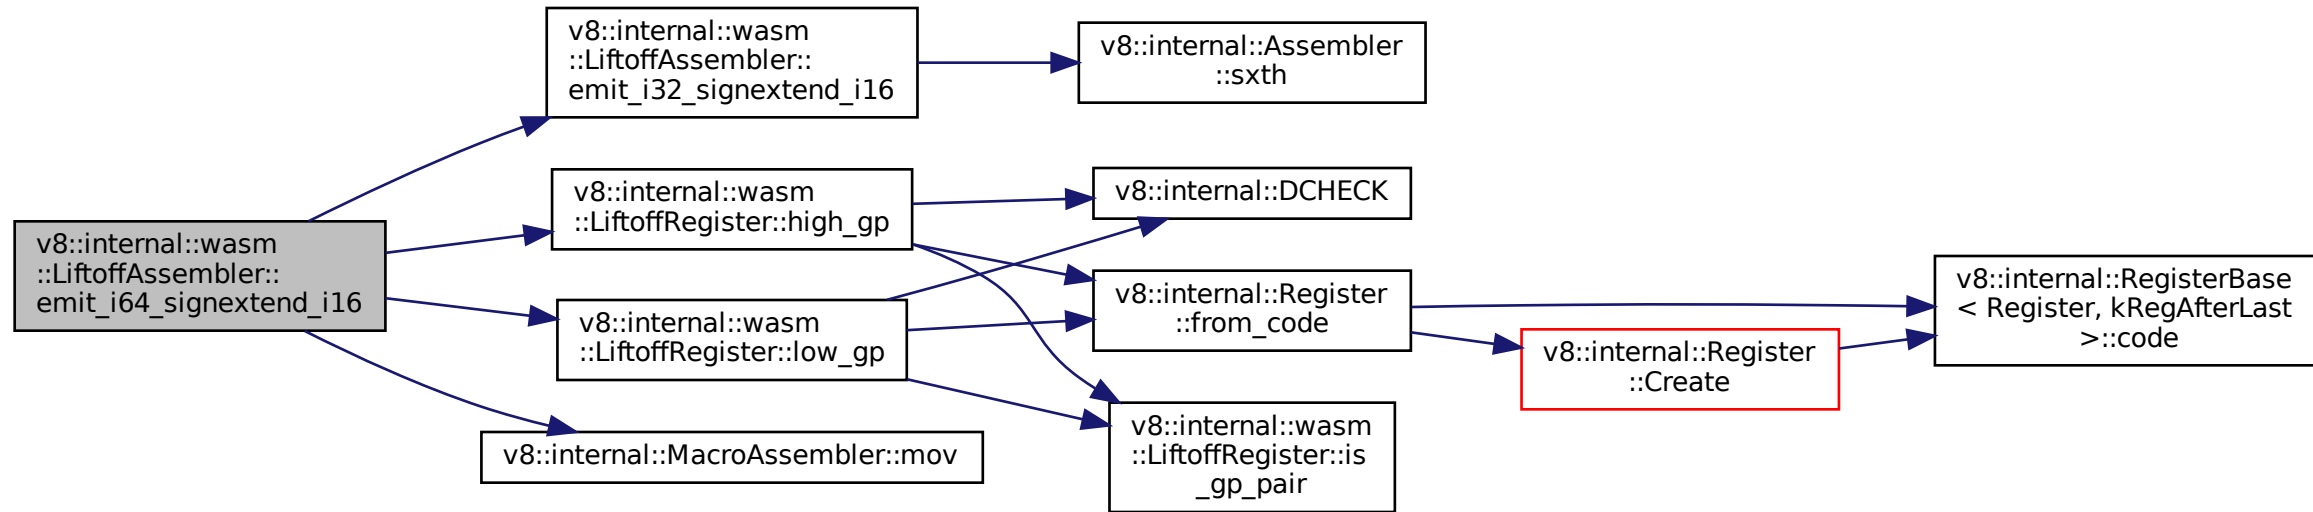 v8::internal::wasm
::LiftoffAssembler::
emit_i64_signextend_i16
v8::internal::wasm
::LiftoffAssembler::
emit_i32_signextend_i16
v8::internal::Assembler
::sxth
v8::internal::wasm
::LiftoffRegister::high_gp
v8::internal::DCHECK
v8::internal::Register
::from_code
v8::internal::RegisterBase
< Register, kRegAfterLast
>::code
v8::internal::wasm
::LiftoffRegister::low_gp
v8::internal::Register
::Create
v8::internal::wasm
::LiftoffRegister::is
_gp_pair
v8::internal::MacroAssembler::mov